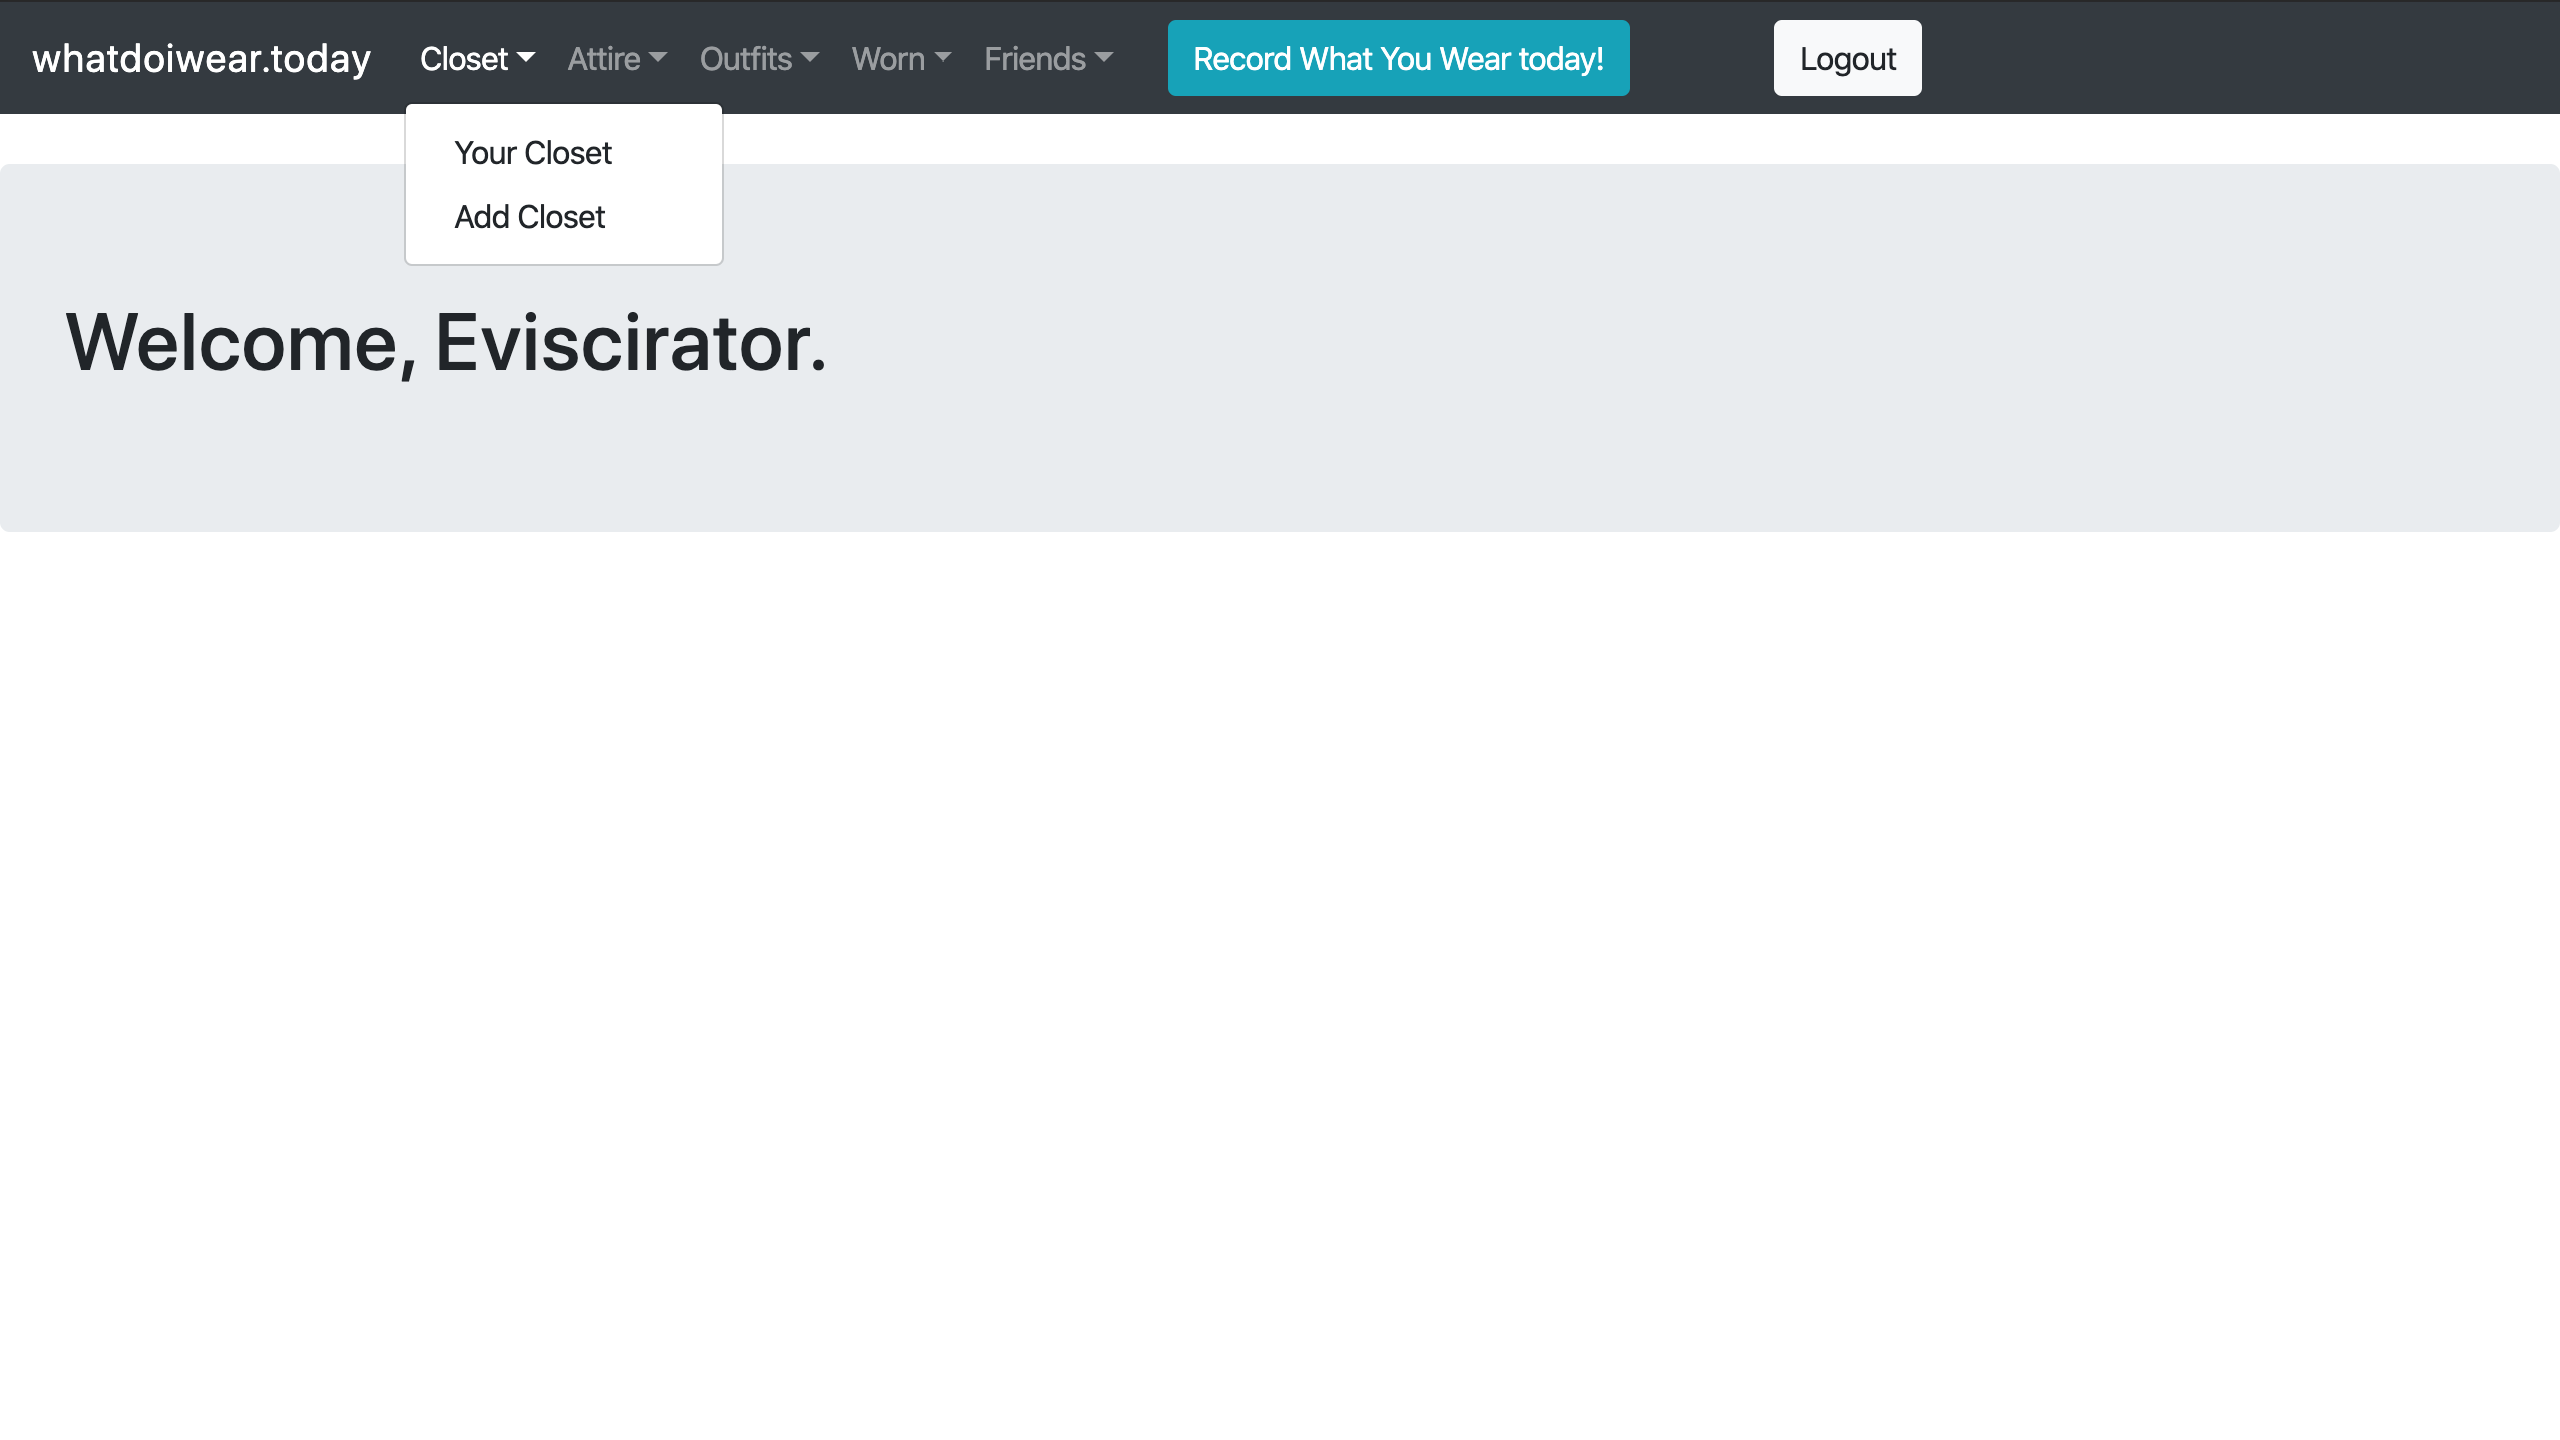 whatdoiwear.today Closet Attire Outfits Worn Friends Record What You Wear today! Logout
Your Closet
Add Closet
Welcome, Eviscirator.